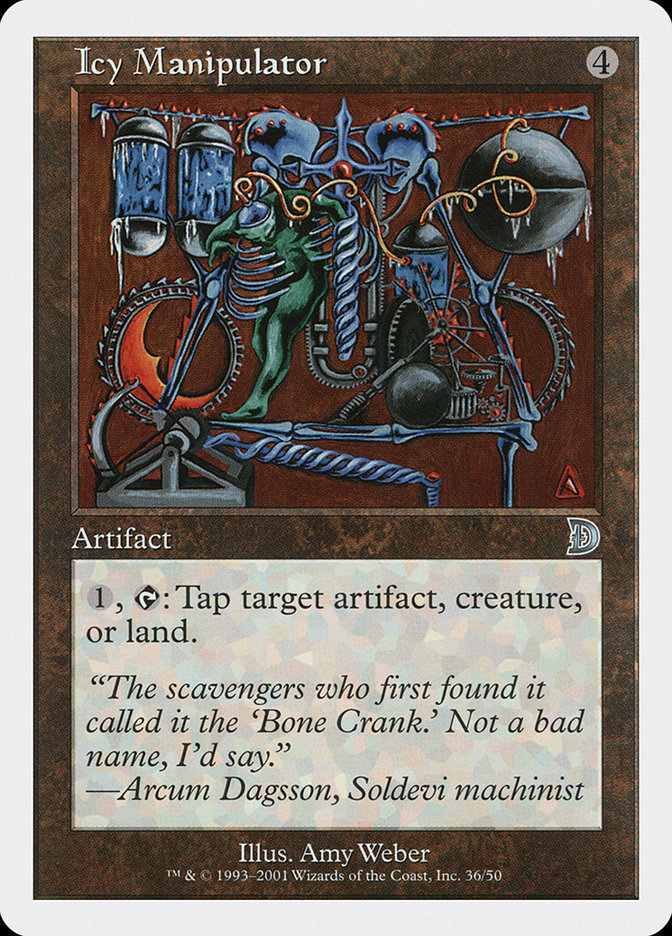 Icy Manipulator
4
Artifact
1, T: Tap target artifact, creature,
or land.
“The scavengers who first found it
called it the ‘Bone Crank.’ Not a bad
name, I’d say.”
—Arcum Dagsson, Soldevi machinist
Illus. Amy Weber
™ & © 1993–2001 Wizards of the Coast, Inc. 36/50